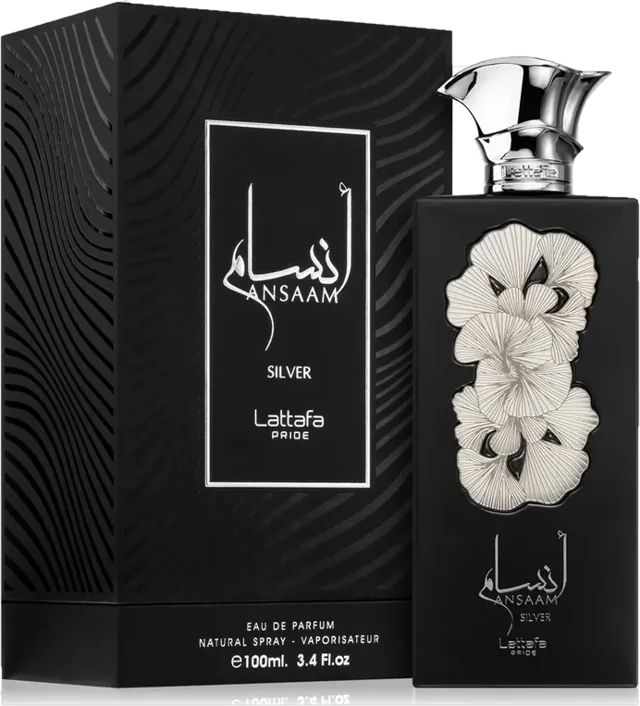 أنسام
ANSAAM
SILVER
Lattafa
PRIDE
EAU DE PARFUM
NATURAL SPRAY - VAPORISATEUR
℮100ml. 3.4 Fl.oz
Lattafa
أنسام
ANSAAM
SILVER
Lattafa
PRIDE